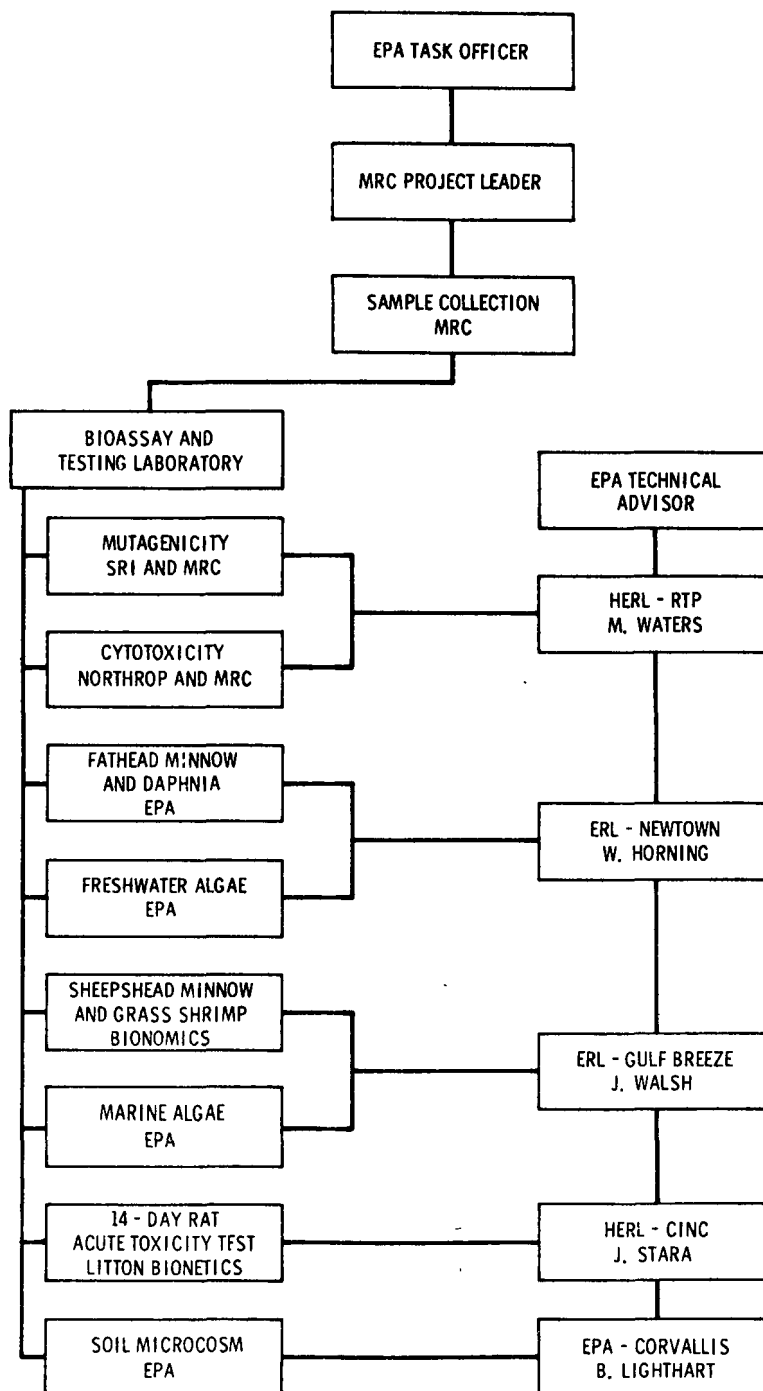 EPA TASK OFFICER
MRC PROJECT LEADER
SAMPLE COLLECTION
MRC
BIOASSAY AND
TESTING LABORATORY
EPA TECHNICAL
ADVISOR
MUTAGENICITY
SRI AND MRC
HERL - RTP
M. WATERS
CYTOTOXICITY
NORTHROP AND MRC
FATHEAD MINNOW
AND DAPHNIA
EPA
ERL - NEWTOWN
W. HORNING
FRESHWATER ALGAE
EPA
SHEEPSHEAD MINNOW
AND GRASS SHRIMP
BIONOMICS
ERL - GULF BREEZE
J. WALSH
MARINE ALGAE
EPA
14 - DAY RAT
ACUTE TOXICITY TEST
LITTON BIONETICS
HERL - CINC
J. STARA
SOIL MICROCOSM
EPA
EPA - CORVALLIS
B. LIGHTHART